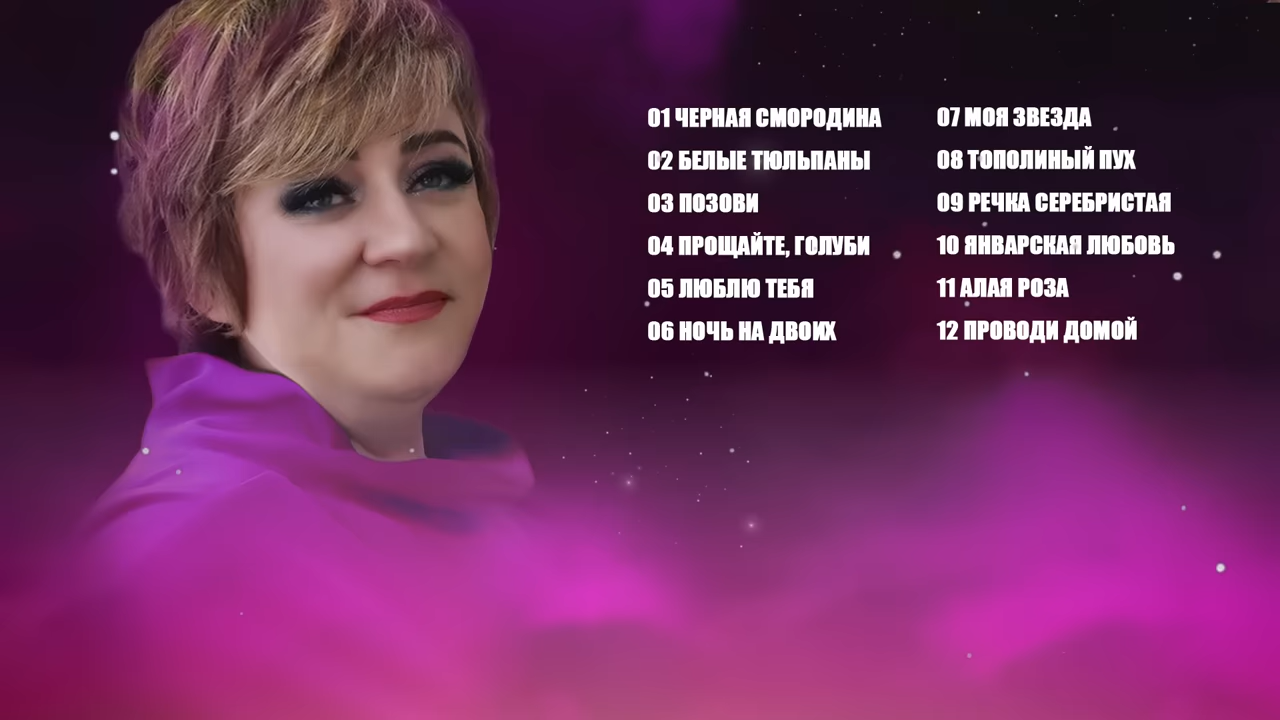 01 ЧЕРНАЯ СМОРОДИНА
02 БЕЛЫЕ ТЮЛЬПАНЫ
03 ПОЗОВИ
04 ПРОЩАЙТЕ, ГОЛУБИ
05 ЛЮБЛЮ ТЕБЯ
06 НОЧЬ НА ДВОИХ
07 МОЯ ЗВЕЗДА
08 ТОПОЛИНЫЙ ПУХ
09 РЕЧКА СЕРЕБРИСТАЯ
10 ЯНВАРСКАЯ ЛЮБОВЬ
11 АЛАЯ РОЗА
12 ПРОВОДИ ДОМОЙ